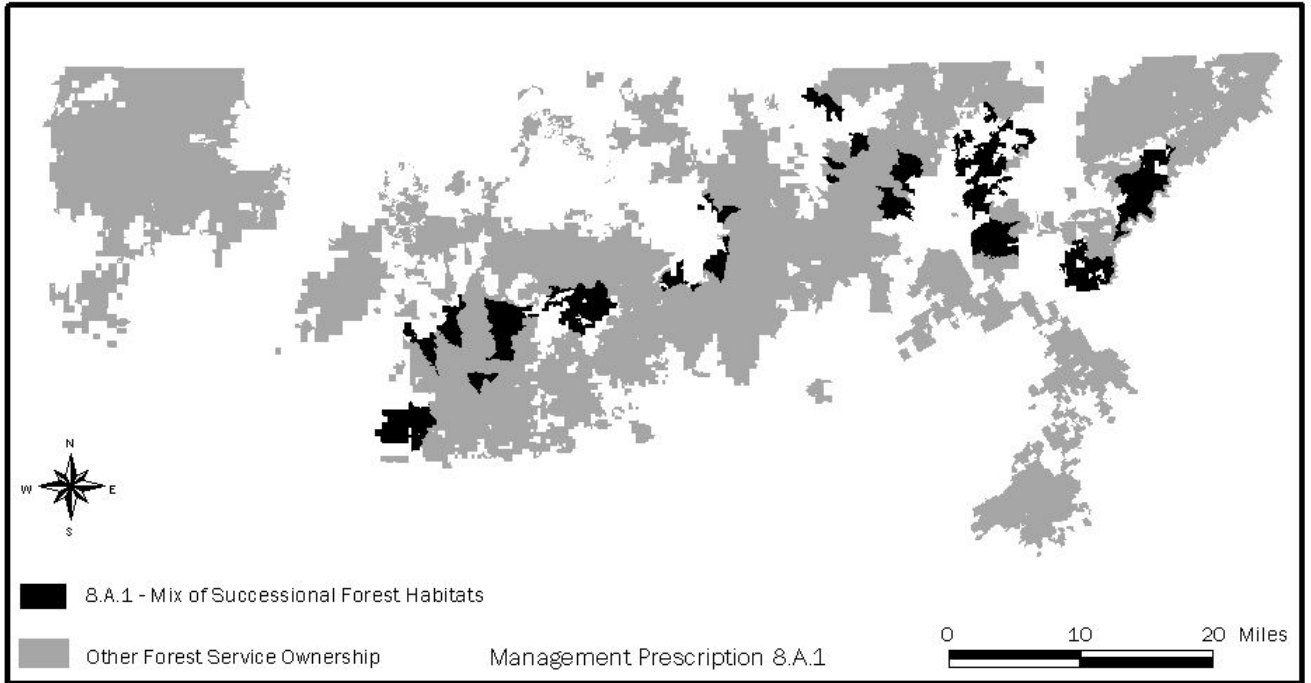 N
W E
S
8.A.1 - Mix of Successional Forest Habitats
Other Forest Service Ownership
Management Prescription 8.A.1
0 10 20 Miles